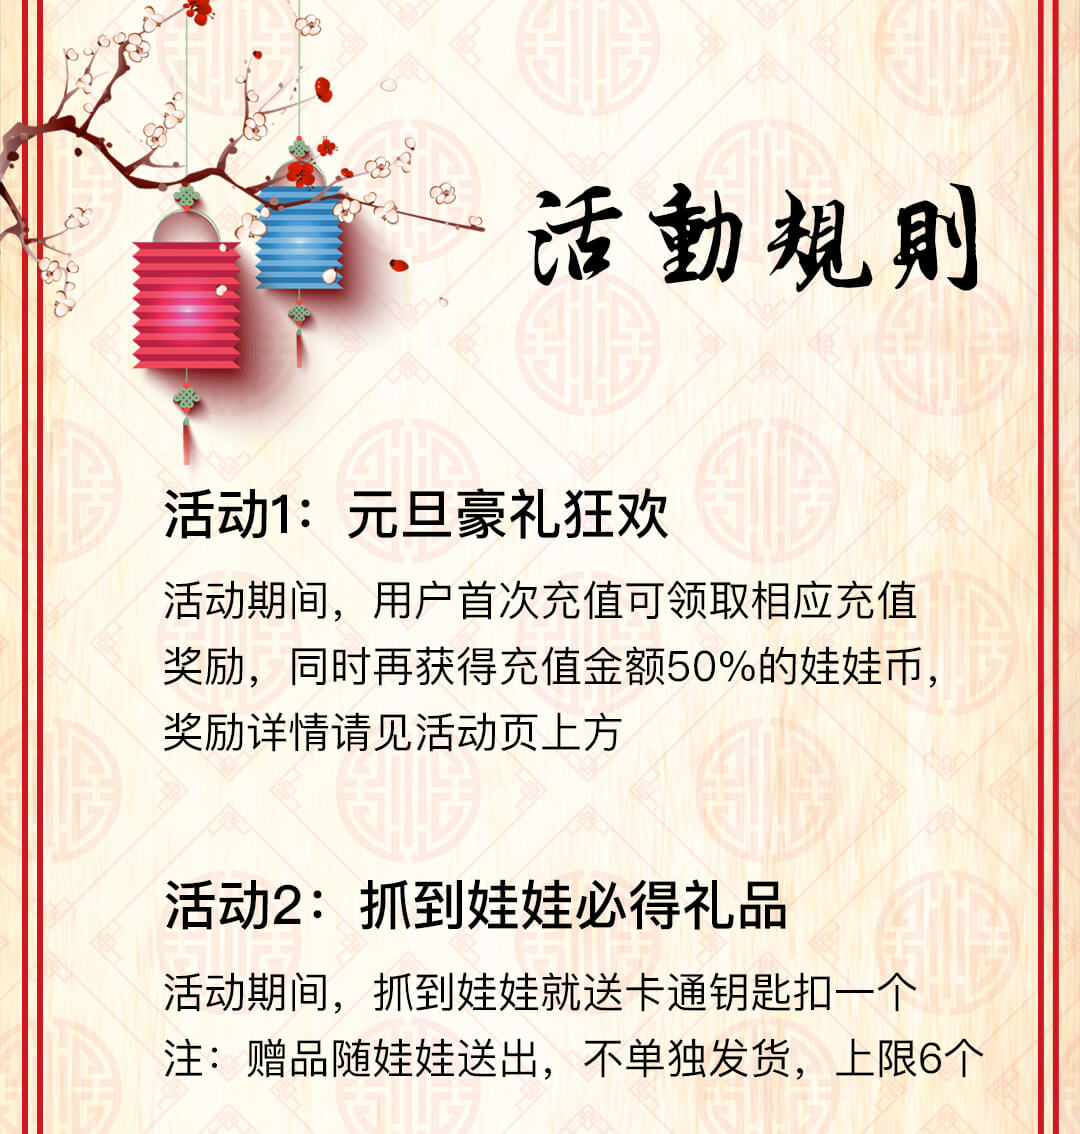 活動規則
活动1：元旦豪礼狂欢
活动期间，用户首次充值可领取相应充值
奖励，同时再获得充值金额50%的娃娃币，
奖励详情请见活动页上方
活动2：抓到娃娃必得礼品
活动期间，抓到娃娃就送卡通钥匙扣一个
注：赠品随娃娃送出，不单独发货，上限6个